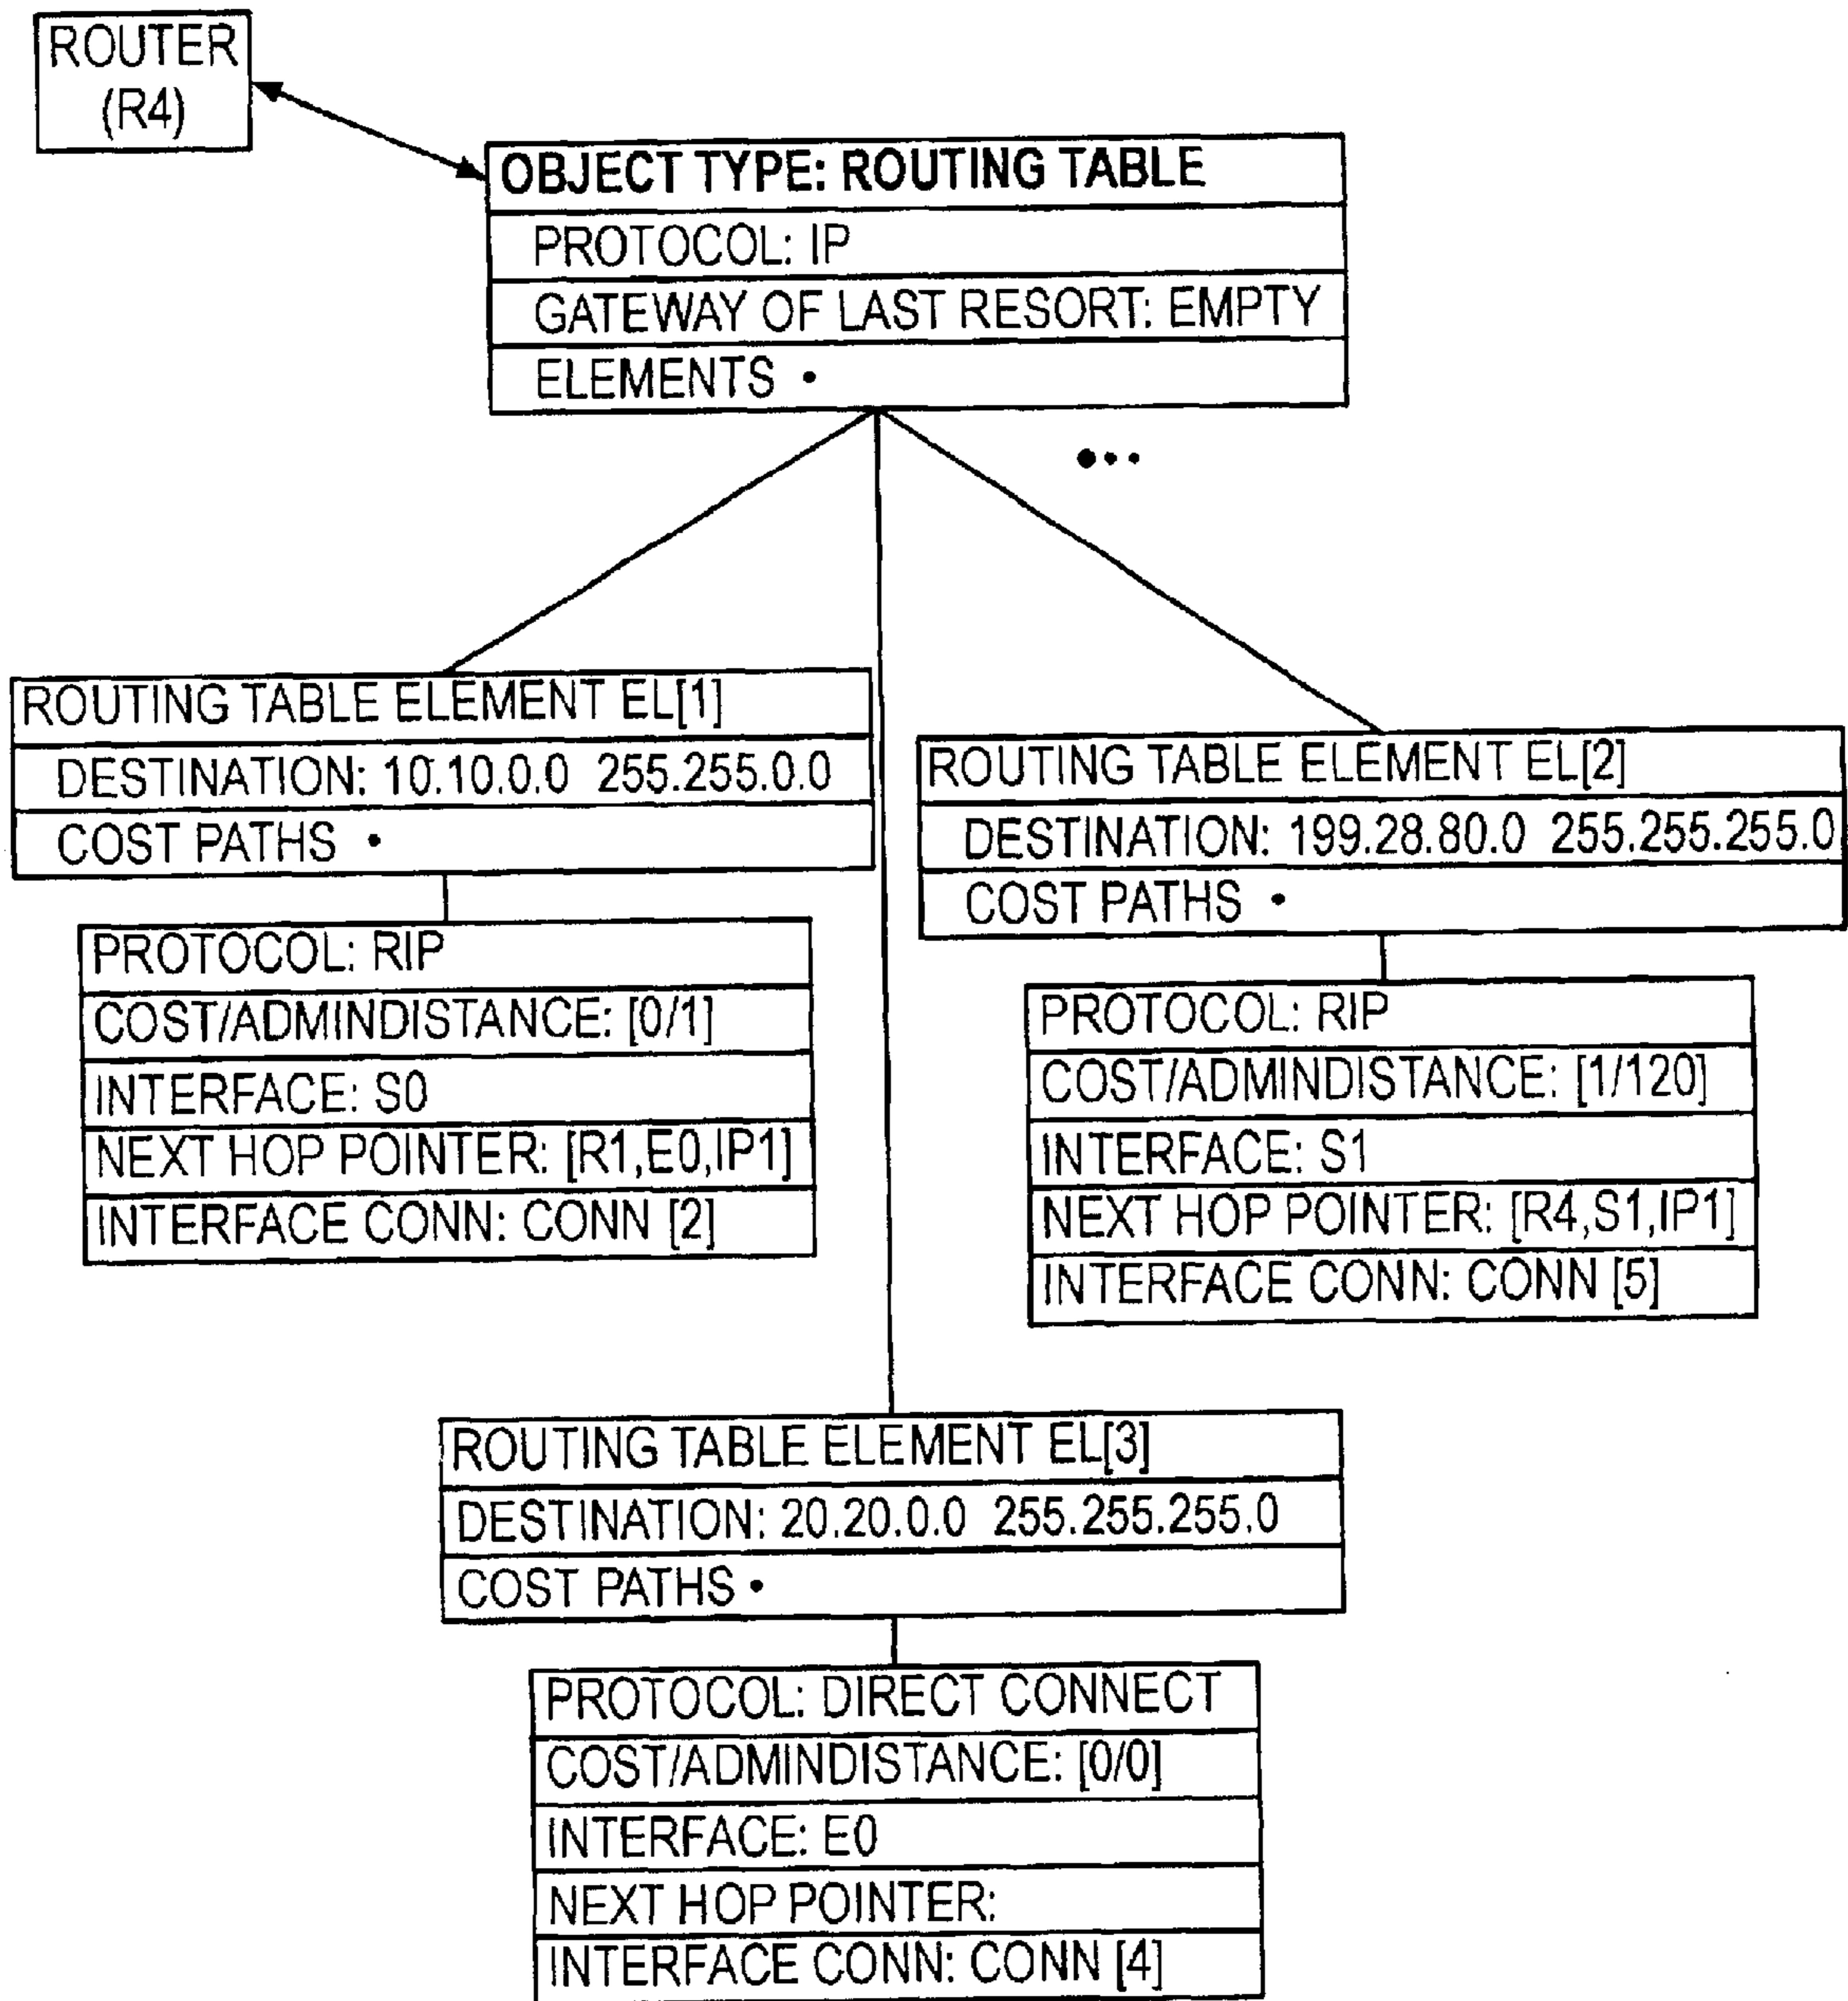 ROUTER
(R4)
OBJECT TYPE: ROUTING TABLE
PROTOCOL: IP
GATEWAY OF LAST RESORT: EMPTY
ELEMENTS •
•••
ROUTING TABLE ELEMENT EL[1]
DESTINATION: 10.10.0.0 255.255.0.0
COST PATHS •
PROTOCOL: RIP
COST/ADMINDISTANCE: [0/1]
INTERFACE: S0
NEXT HOP POINTER: [R1,E0,IP1]
INTERFACE CONN: CONN [2]
ROUTING TABLE ELEMENT EL[2]
DESTINATION: 199.28.80.0 255.255.255.0
COST PATHS •
PROTOCOL: RIP
COST/ADMINDISTANCE: [1/120]
INTERFACE: S1
NEXT HOP POINTER: [R4,S1,IP1]
INTERFACE CONN: CONN [5]
ROUTING TABLE ELEMENT EL[3]
DESTINATION: 20.20.0.0 255.255.255.0
COST PATHS •
PROTOCOL: DIRECT CONNECT
COST/ADMINDISTANCE: [0/0]
INTERFACE: E0
NEXT HOP POINTER:
INTERFACE CONN: CONN [4]